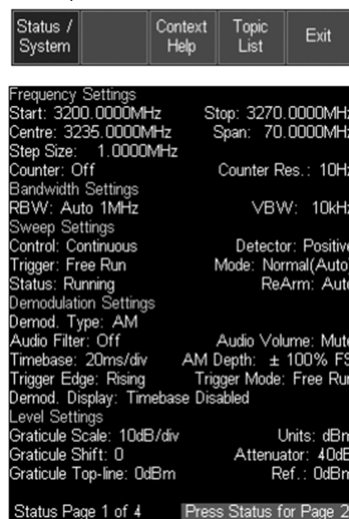 Status /
System
Context
Help
Topic
List
Exit
Frequency Settings
Start: 3200.0000MHz Stop: 3270.0000MHz
Centre: 3235.0000MHz Span: 70.0000MHz
Step Size: 1.0000MHz
Counter: Off Counter Res.: 10Hz
Bandwidth Settings
RBW: Auto 1MHz VBW: 10kHz
Sweep Settings
Control: Continuous Detector: Positive
Trigger: Free Run Mode: Normal(Auto)
Status: Running ReArm: Auto
Demodulation Settings
Demod. Type: AM
Audio Filter: Off Audio Volume: Mute
Timebase: 20ms/div AM Depth: ± 100% FS
Trigger Edge: Rising Trigger Mode: Free Run
Demod. Display: Timebase Disabled
Level Settings
Graticule Scale: 10dB/div Units: dBm
Graticule Shift: 0 Attenuator: 40dB
Graticule Top-line: 0dBm Ref.: 0dBm
Status Page 1 of 4 Press Status for Page 2